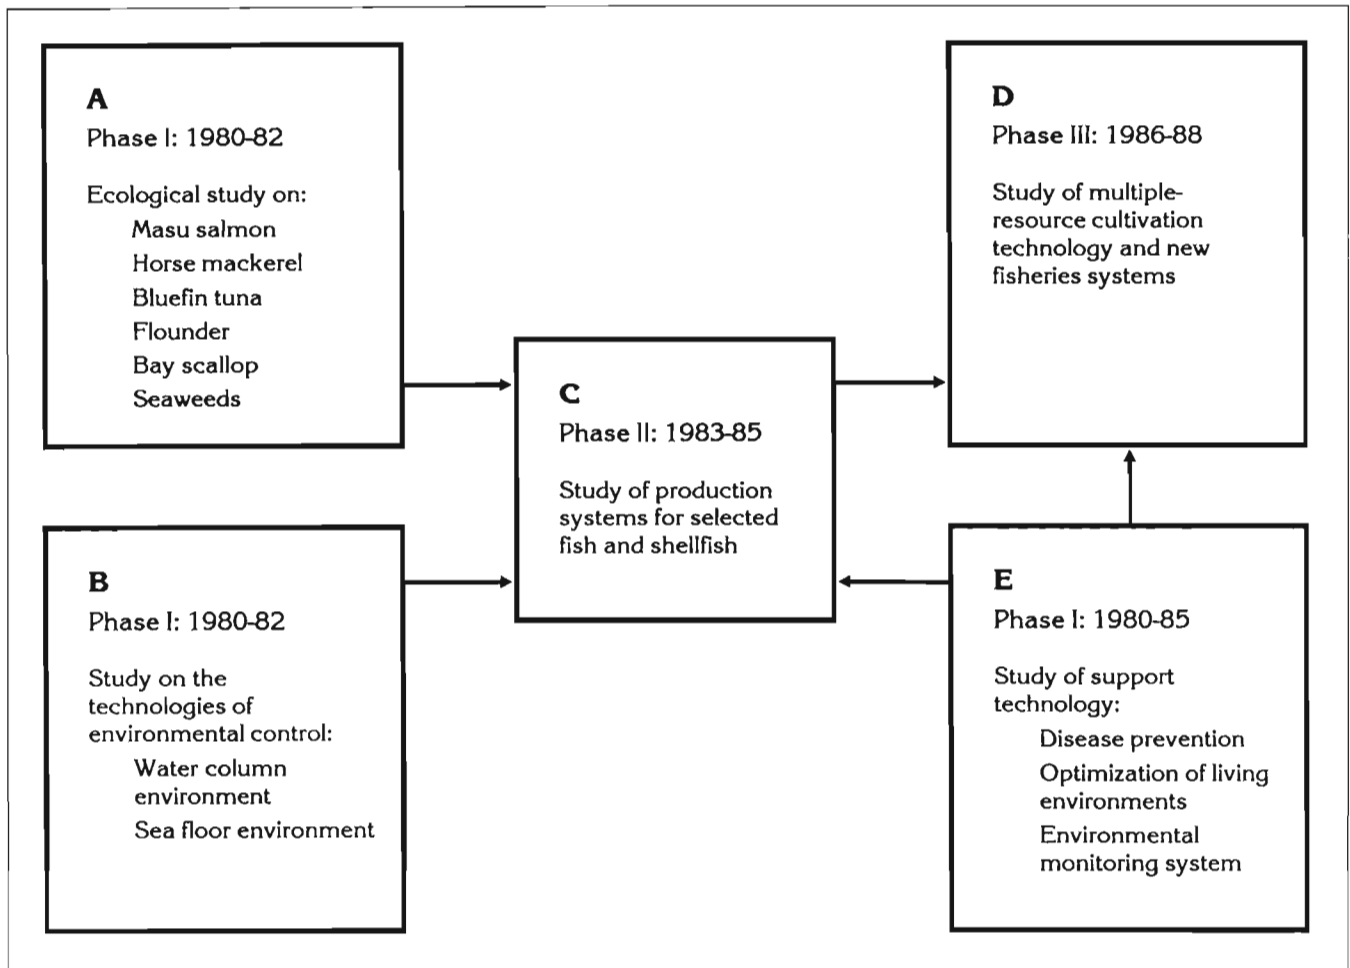 A
Phase I: 1980-82
Ecological study on:
Masu salmon
Horse mackerel
Bluefin tuna
Flounder
Bay scallop
Seaweeds
B
Phase I: 1980-82
Study on the
technologies of
environmental control:
Water column
environment
Sea floor environment
C
Phase II: 1983-85
Study of production
systems for selected
fish and shellfish
D
Phase III: 1986-88
Study of multiple-
resource cultivation
technology and new
fisheries systems
E
Phase I: 1980-85
Study of support
technology:
Disease prevention
Optimization of living
environments
Environmental
monitoring system